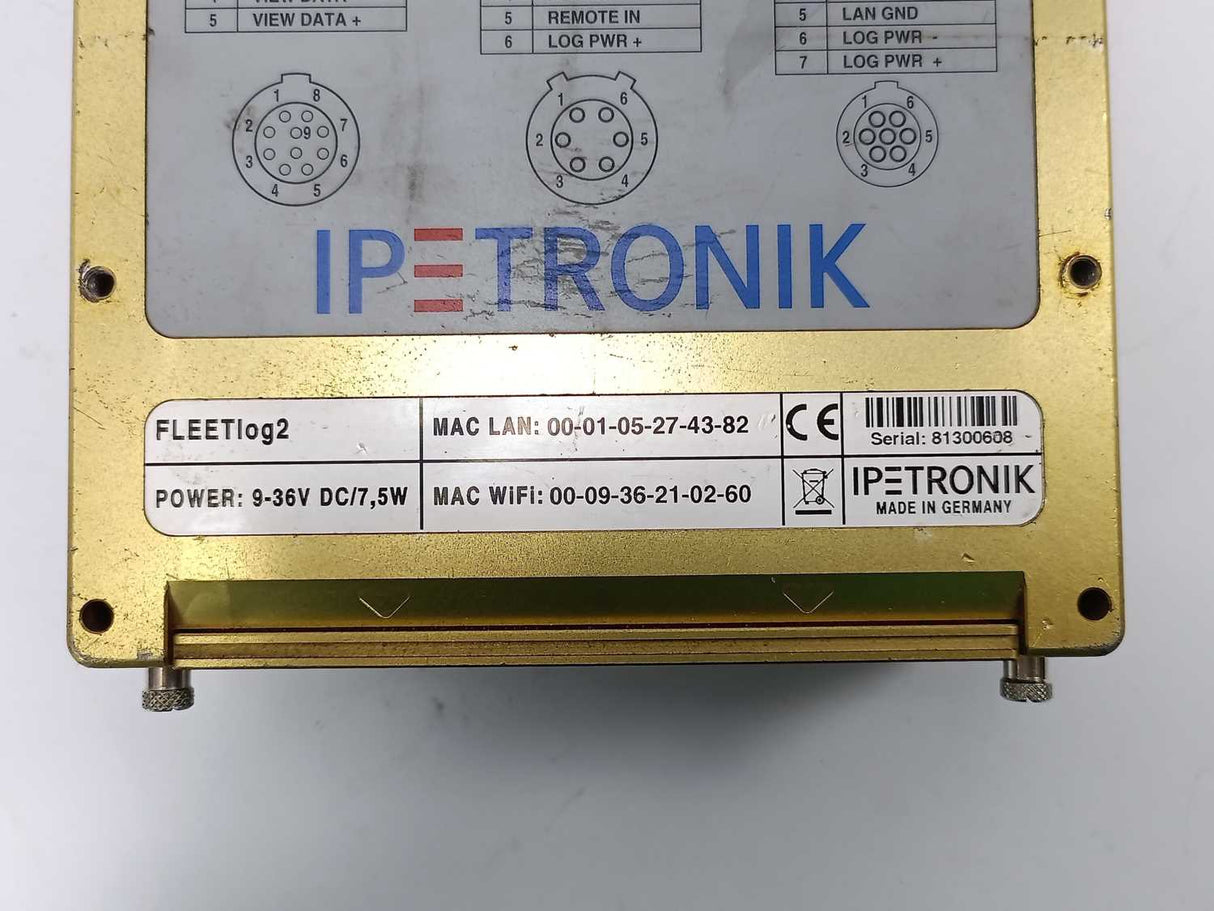 5 VIEW DATA +
5 REMOTE IN
6 LOG PWR +
5 LAN GND
6 LOG PWR -
7 LOG PWR +
1 8
2 9 7
3 6
4 5
1 6
2 5
3 4
1 6
2 5
3 4
IPETRONIK
FLEETlog2
MAC LAN: 00-01-05-27-43-82
CE
Serial: 81300608
POWER: 9-36V DC/7,5W
MAC WiFi: 00-09-36-21-02-60
IPETRONIK
MADE IN GERMANY